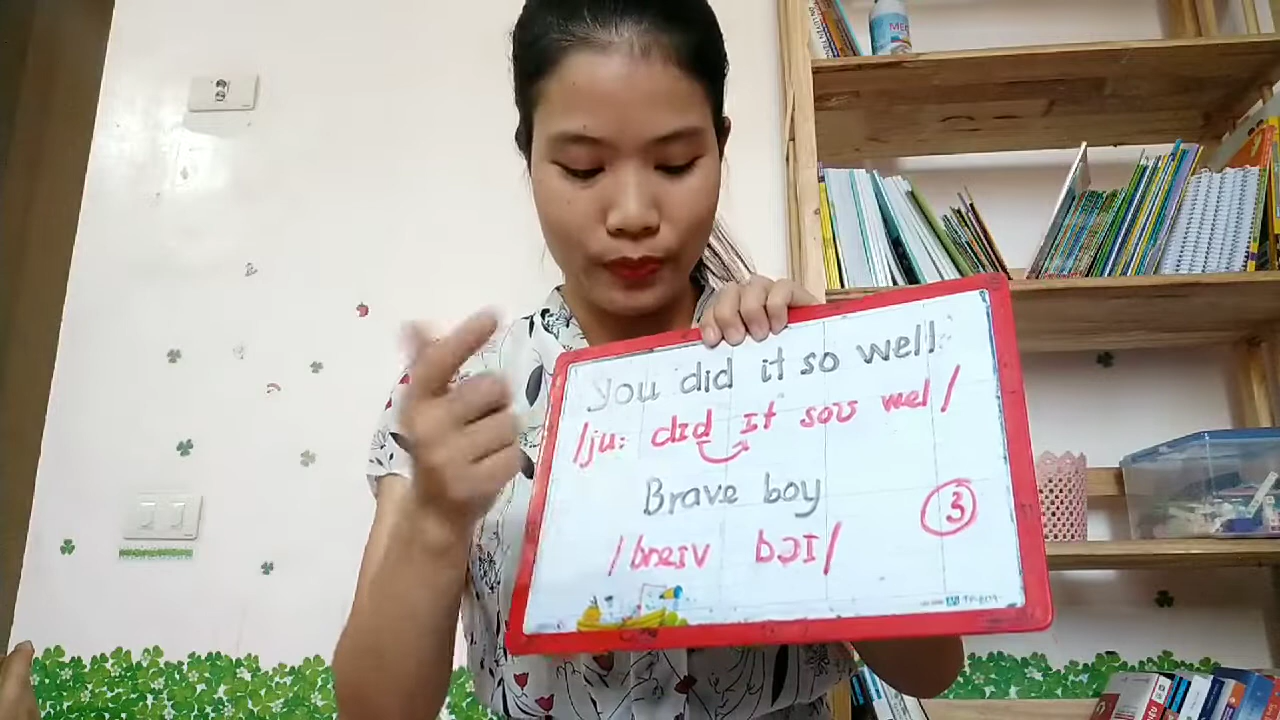 You did it so well.
/ju: dɪd ɪt soʊ wel/
Brave boy
/breɪv bɔɪ/
3